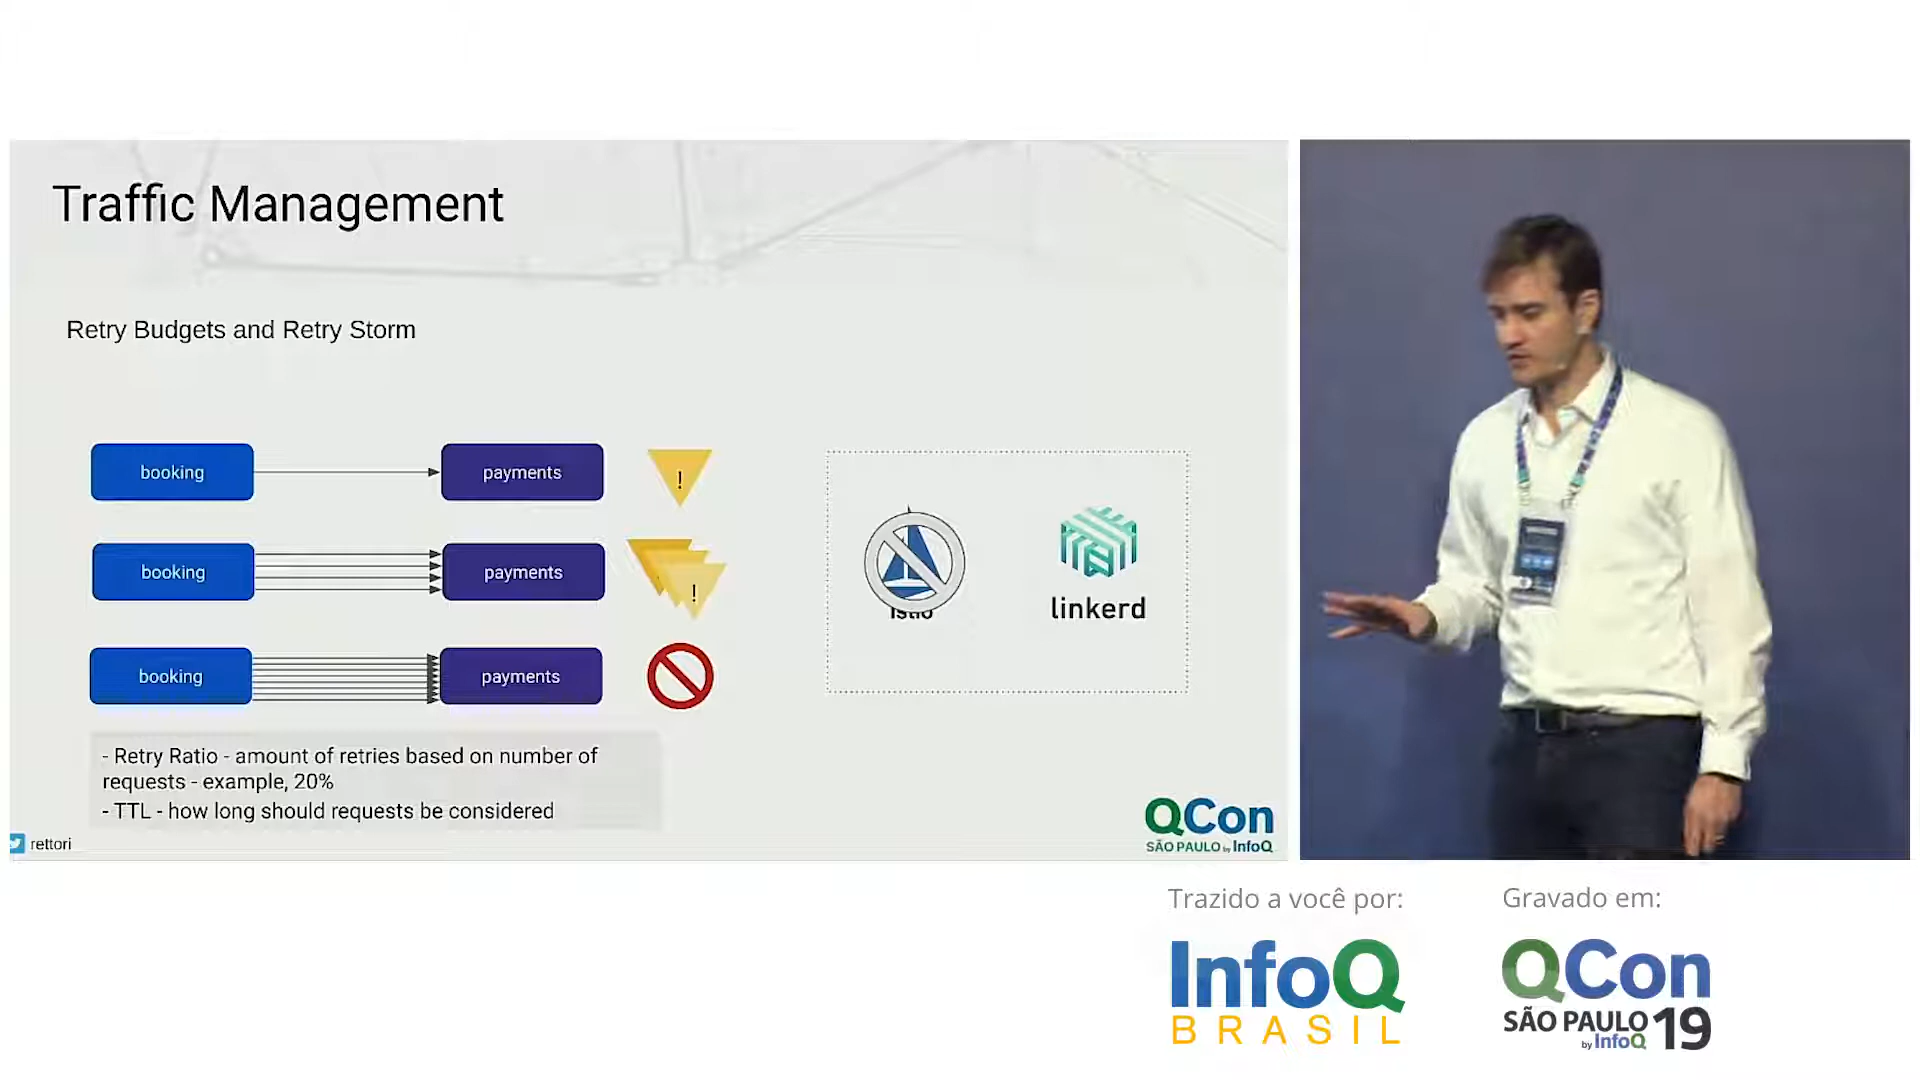 Traffic Management
Retry Budgets and Retry Storm
booking
payments
!
booking
payments
!
booking
payments
istio
linkerd
- Retry Ratio - amount of retries based on number of
requests - example, 20%
- TTL - how long should requests be considered
rettori
QCon
SÃO PAULO by InfoQ
Trazido a você por:
InfoQ
BRASIL
Gravado em:
QCon
SÃO PAULO 19
by InfoQ